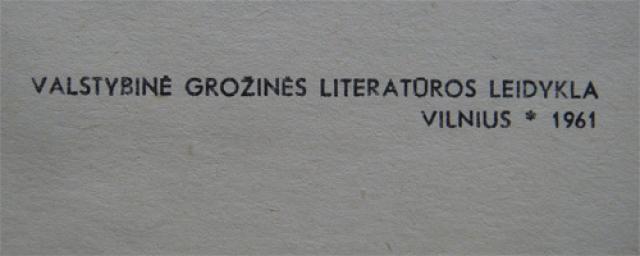 VALSTYBINĖ GROŽINĖS LITERATŪROS LEIDYKLA
VILNIUS * 1961